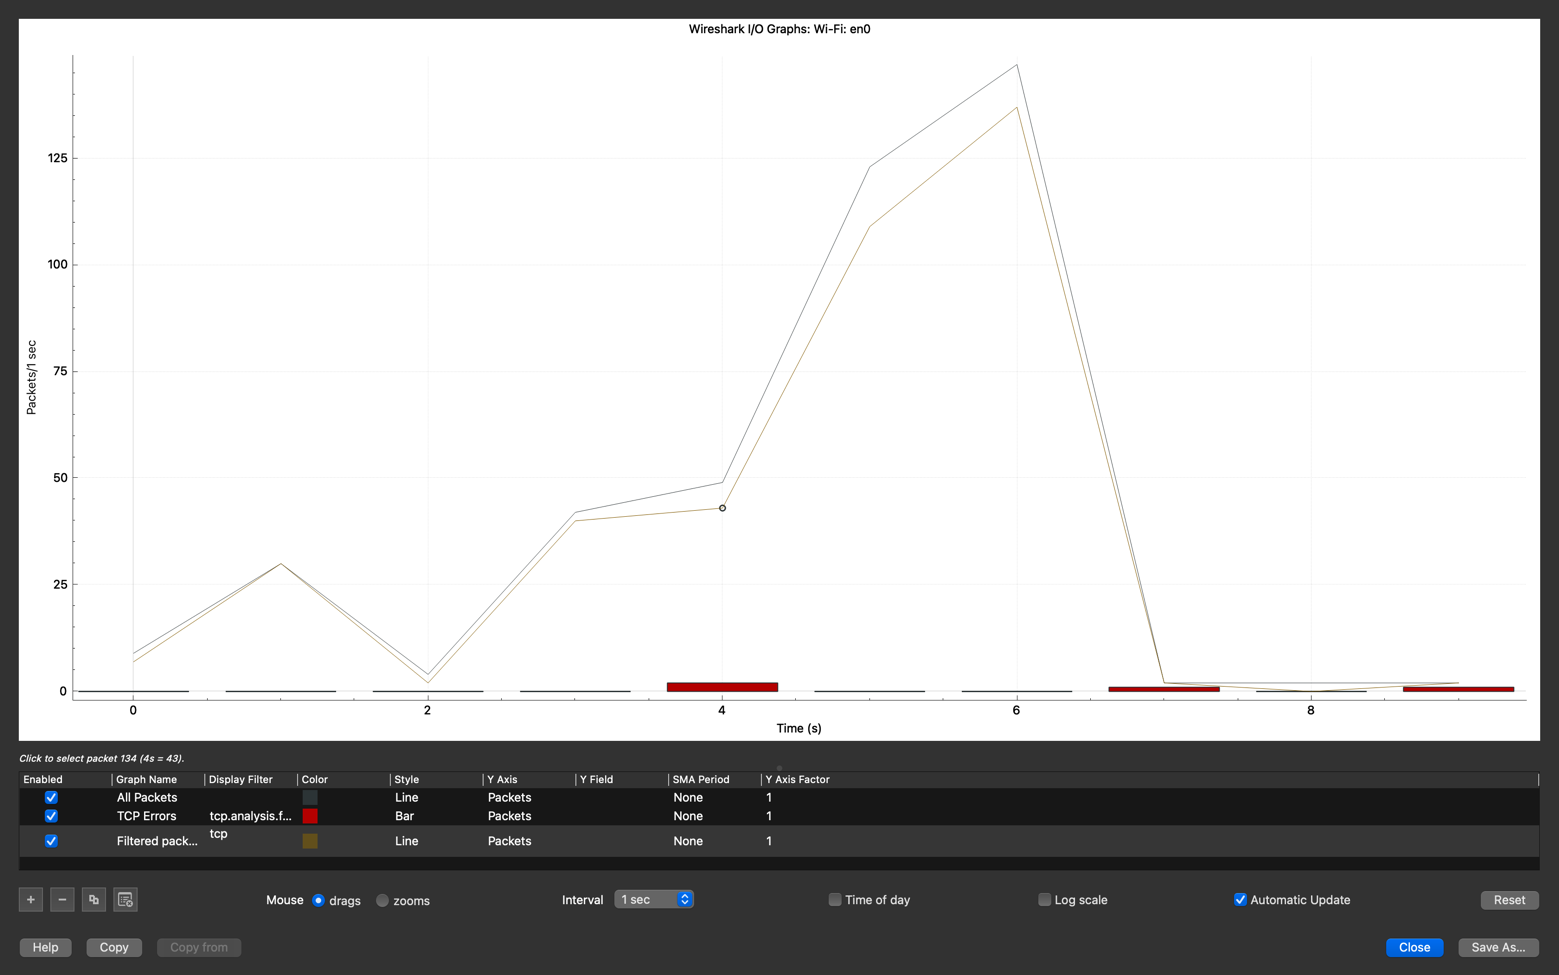 Wireshark I/O Graphs: Wi-Fi: en0
125
100
75
50
25
0
Packets/1 sec
0 2 4 6 8
Time (s)
Click to select packet 134 (4s = 43).
Enabled Graph Name Display Filter Color Style Y Axis Y Field SMA Period Y Axis Factor
All Packets Line Packets None 1
TCP Errors tcp.analysis.f... Bar Packets None 1
Filtered pack... tcp Line Packets None 1
+ −
Mouse drags zooms Interval 1 sec Time of day Log scale Automatic Update Reset
Help Copy Copy from Close Save As...